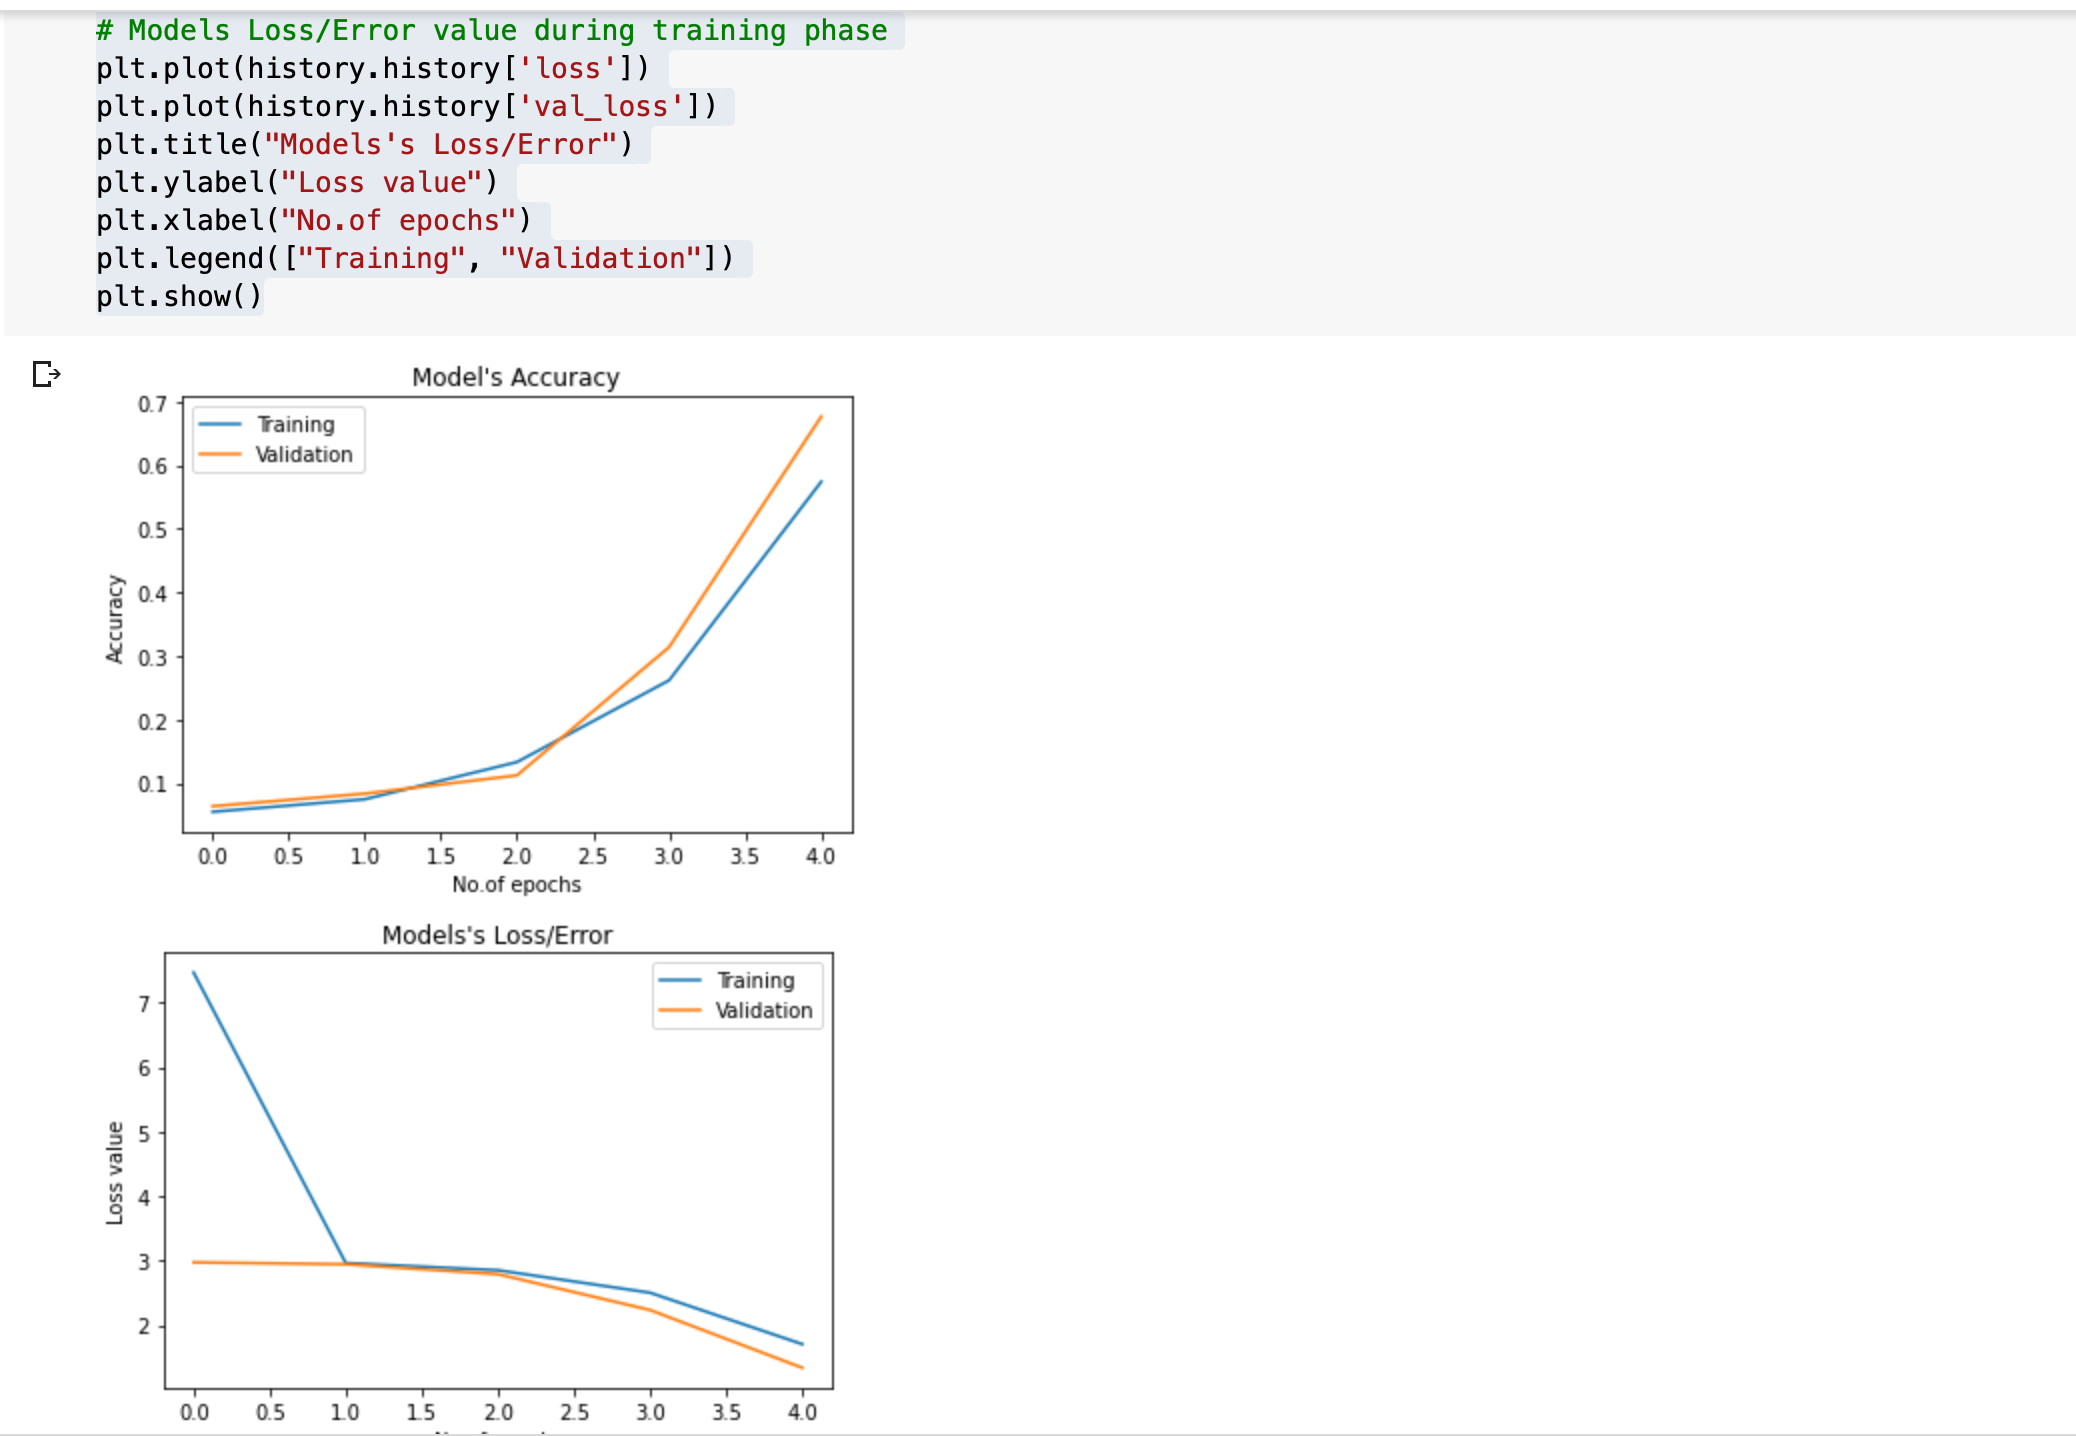 # Models Loss/Error value during training phase
plt.plot(history.history['loss'])
plt.plot(history.history['val_loss'])
plt.title("Models's Loss/Error")
plt.ylabel("Loss value")
plt.xlabel("No.of epochs")
plt.legend(["Training", "Validation"])
plt.show()
Model's Accuracy
Training
Validation
0.7
0.6
0.5
0.4
0.3
0.2
0.1
Accuracy
0.0 0.5 1.0 1.5 2.0 2.5 3.0 3.5 4.0
No.of epochs
Models's Loss/Error
Training
Validation
7
6
5
4
3
2
Loss value
0.0 0.5 1.0 1.5 2.0 2.5 3.0 3.5 4.0